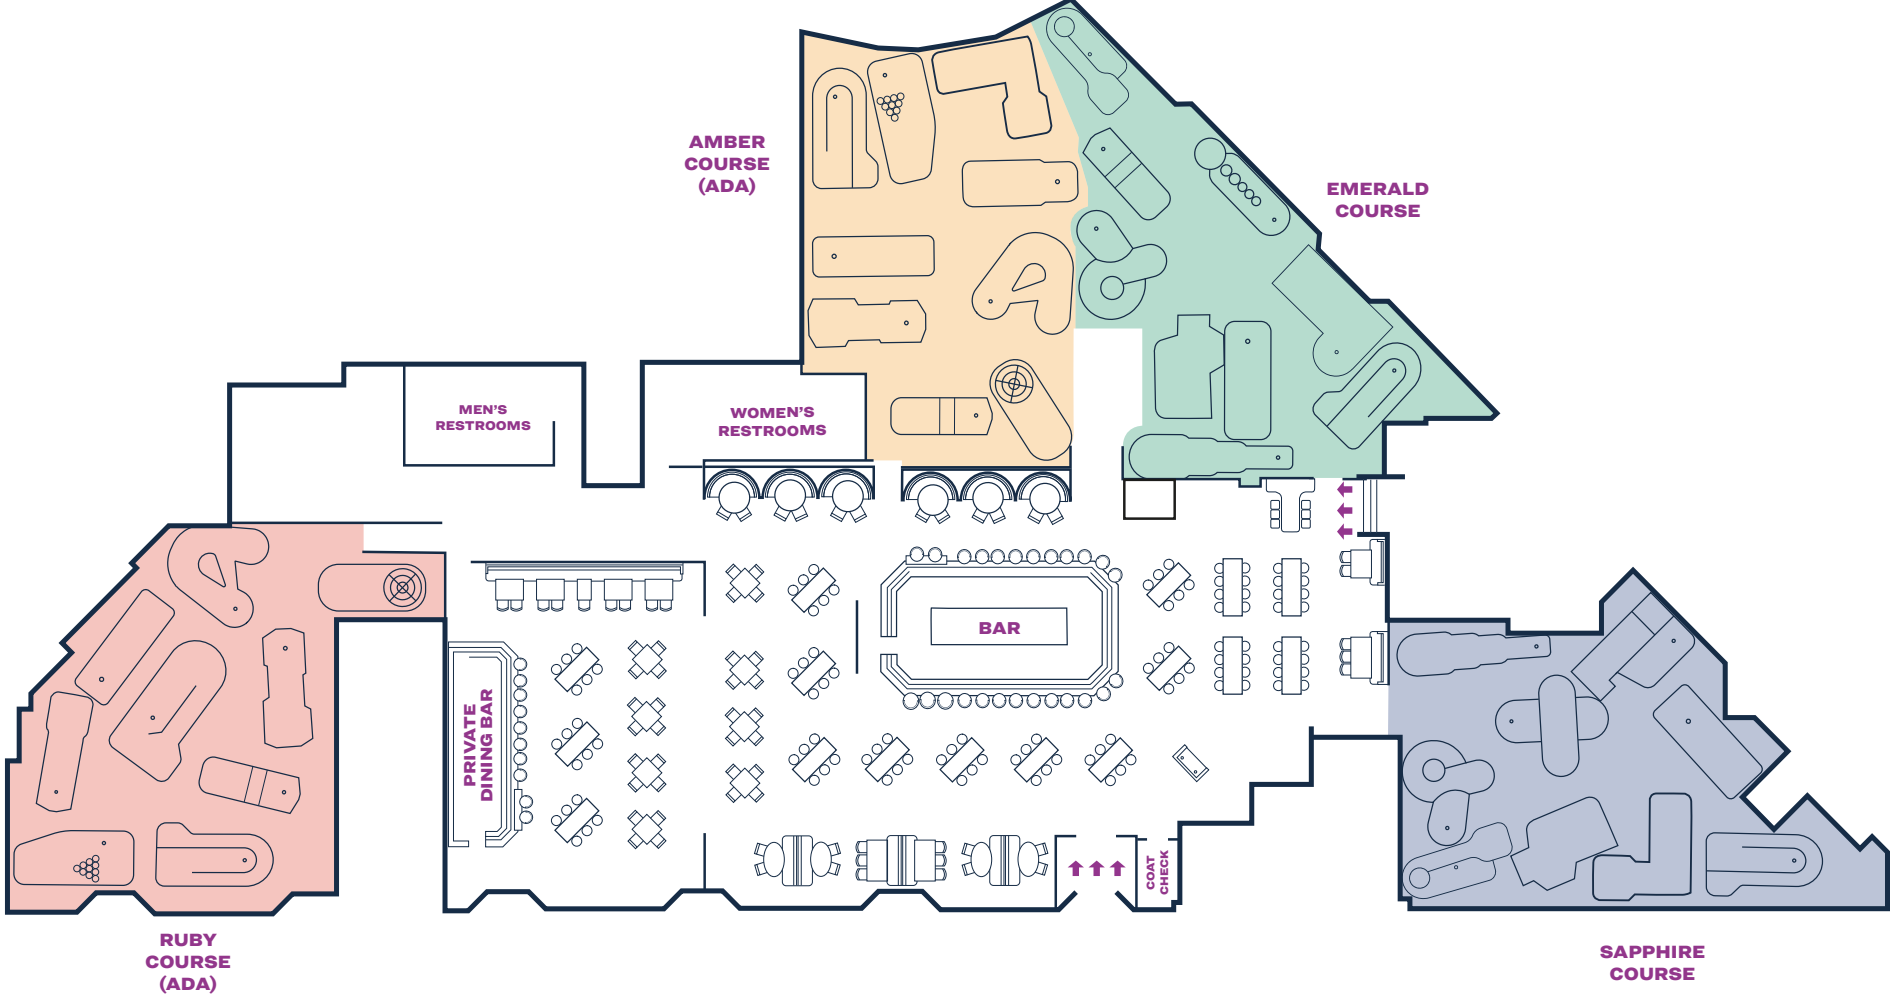 AMBER
COURSE
(ADA)
EMERALD
COURSE
MEN'S
RESTROOMS
WOMEN'S
RESTROOMS
BAR
PRIVATE
DINING BAR
COAT
CHECK
RUBY
COURSE
(ADA)
SAPPHIRE
COURSE